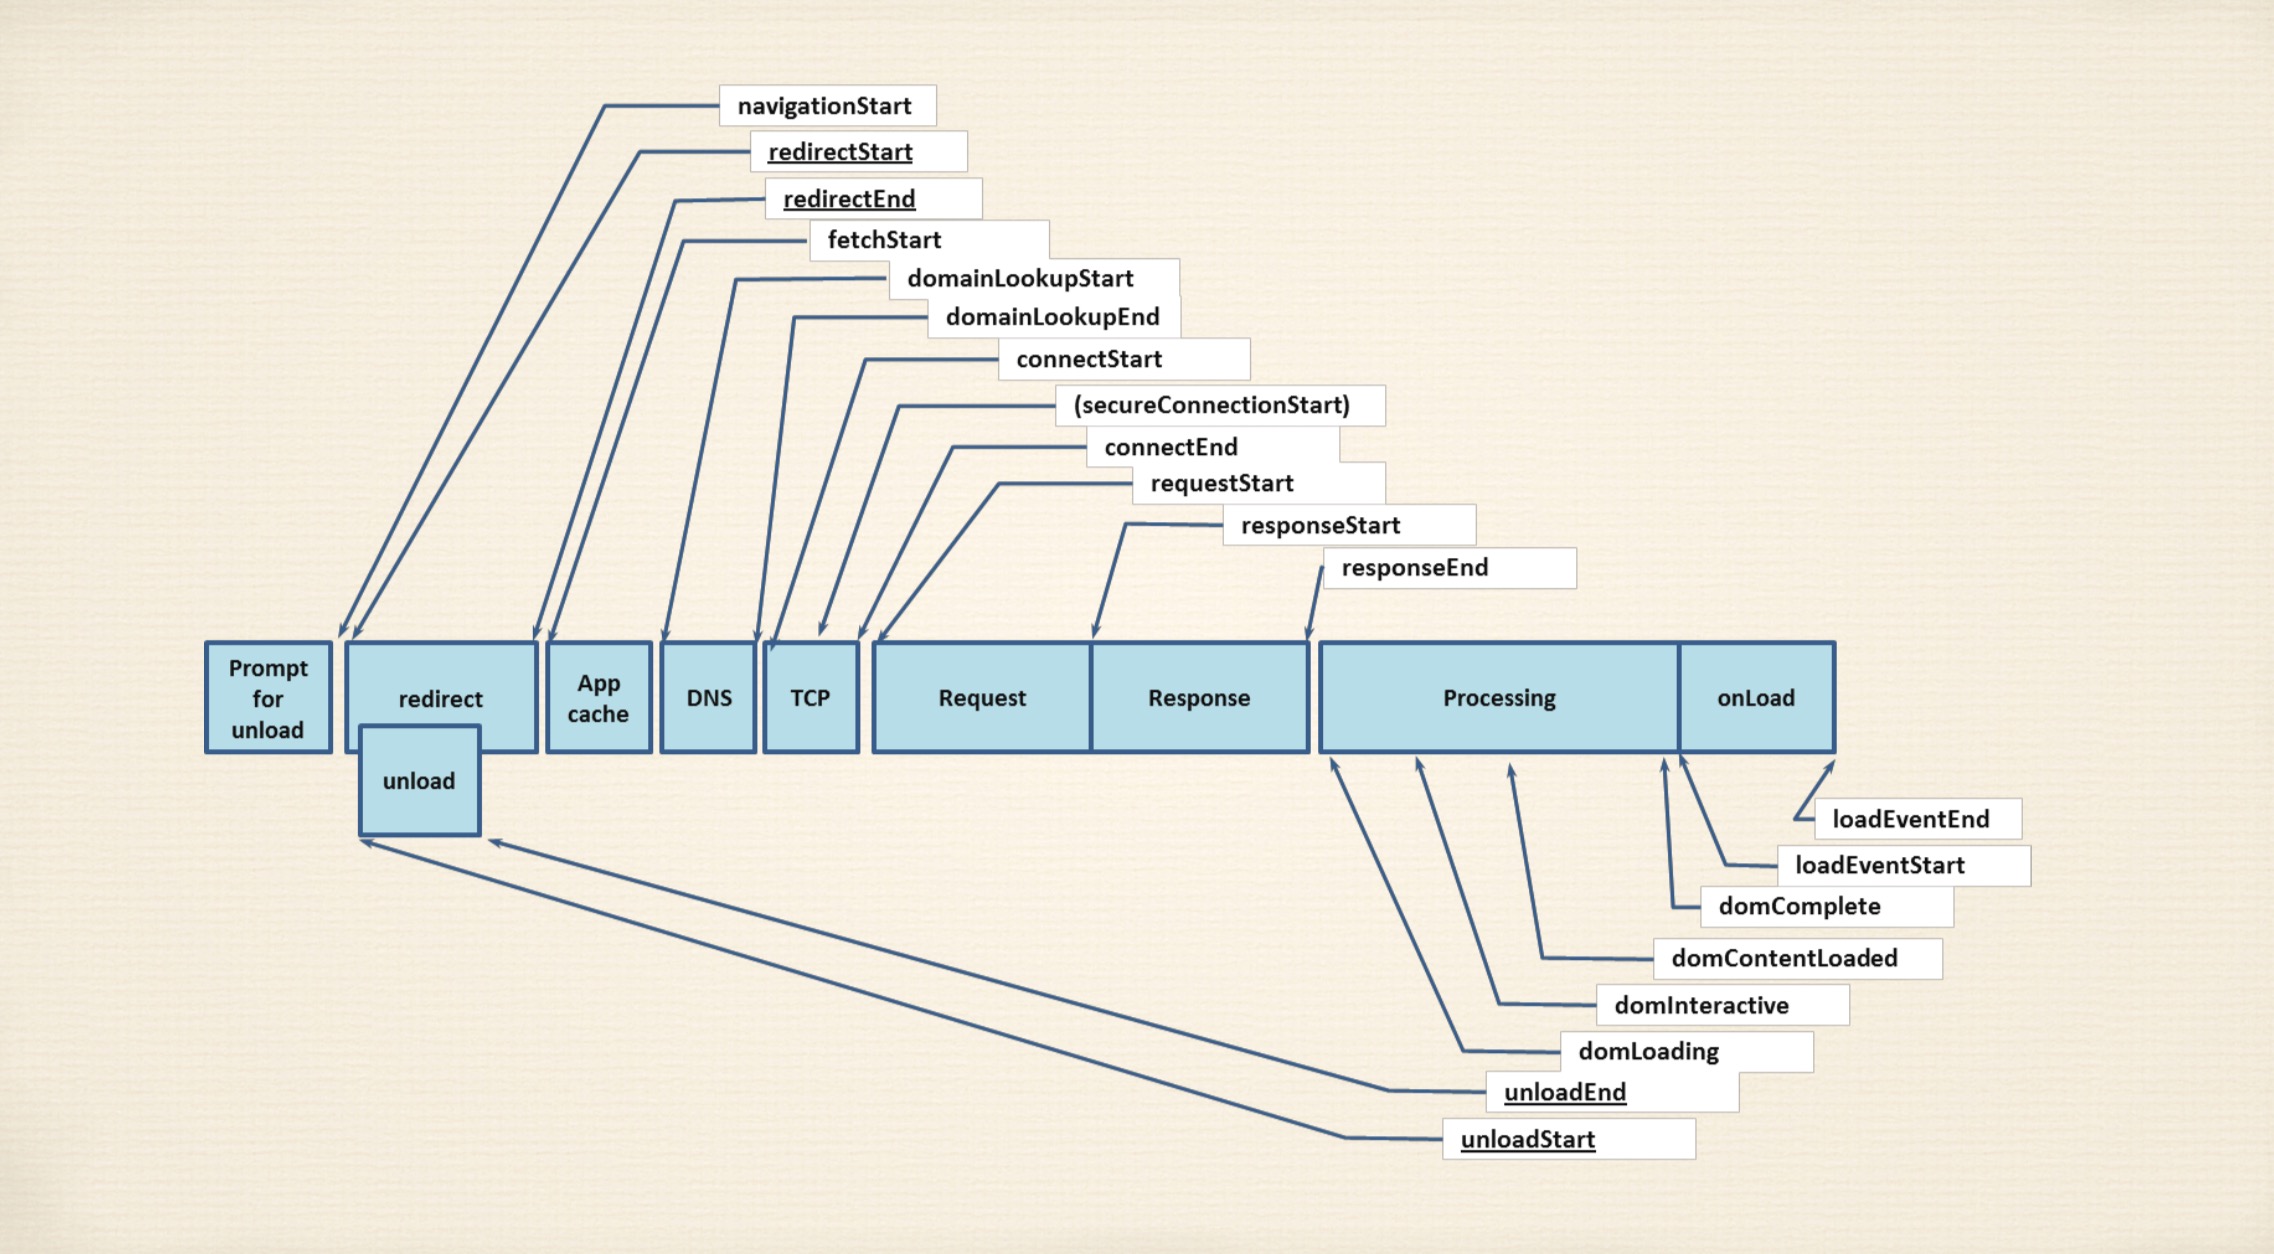 navigationStart
redirectStart
redirectEnd
fetchStart
domainLookupStart
domainLookupEnd
connectStart
(secureConnectionStart)
connectEnd
requestStart
responseStart
responseEnd
Prompt
for
unload
redirect
unload
App
cache
DNS
TCP
Request
Response
Processing
onLoad
loadEventEnd
loadEventStart
domComplete
domContentLoaded
domInteractive
domLoading
unloadEnd
unloadStart